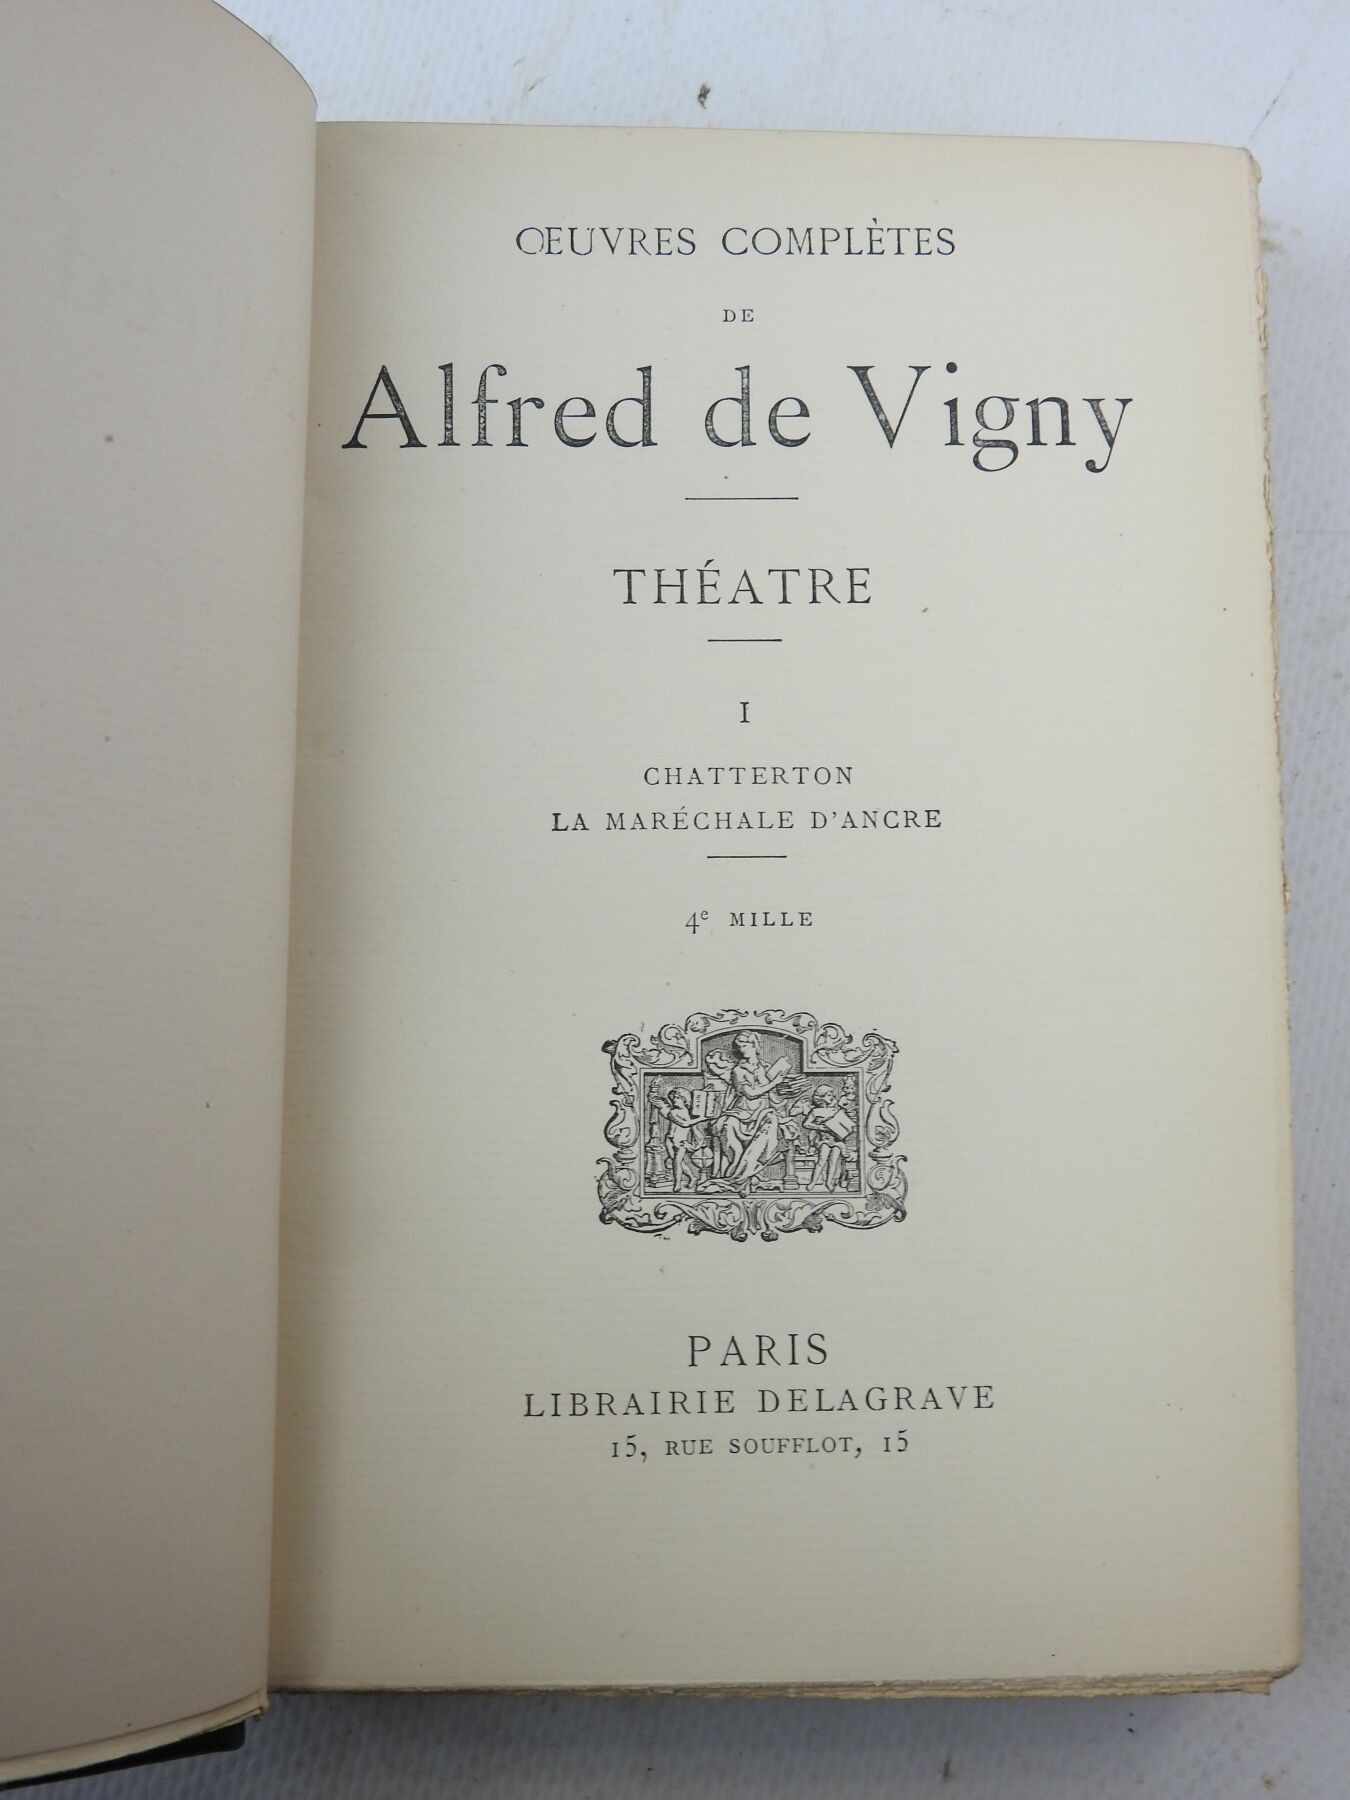 OEUVRES COMPLÈTES
DE
Alfred de Vigny
THÉATRE
I
CHATTERTON
LA MARÉCHALE D'ANCRE
4e MILLE
PARIS
LIBRAIRIE DELAGRAVE
15, RUE SOUFFLOT, 15